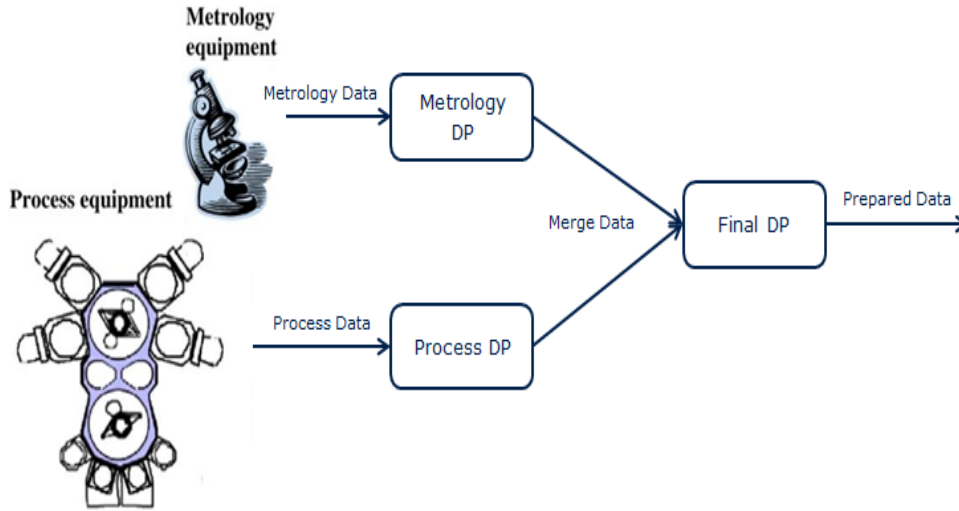 Metrology
equipment
Metrology Data
Metrology
DP
Process equipment
Merge Data
Final DP
Prepared Data
Process Data
Process DP